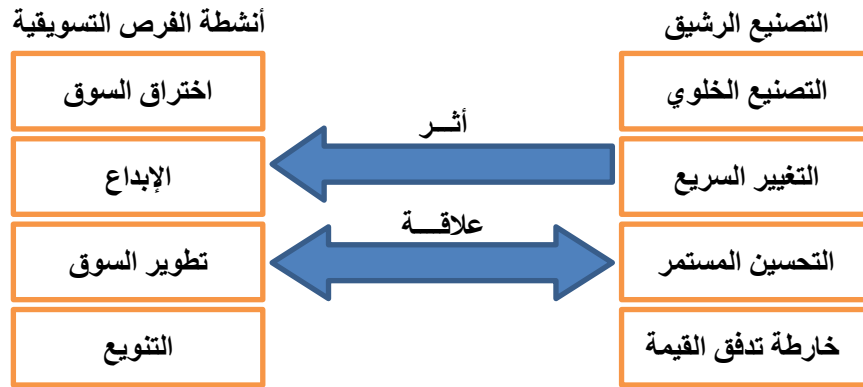 التصنيع الرشيق
أنشطة الفرص التسويقية
التصنيع الخلوي
اختراق السوق
أثـــر
التغيير السريع
الإبداع
علاقـــة
التحسين المستمر
تطوير السوق
خارطة تدفق القيمة
التنويع